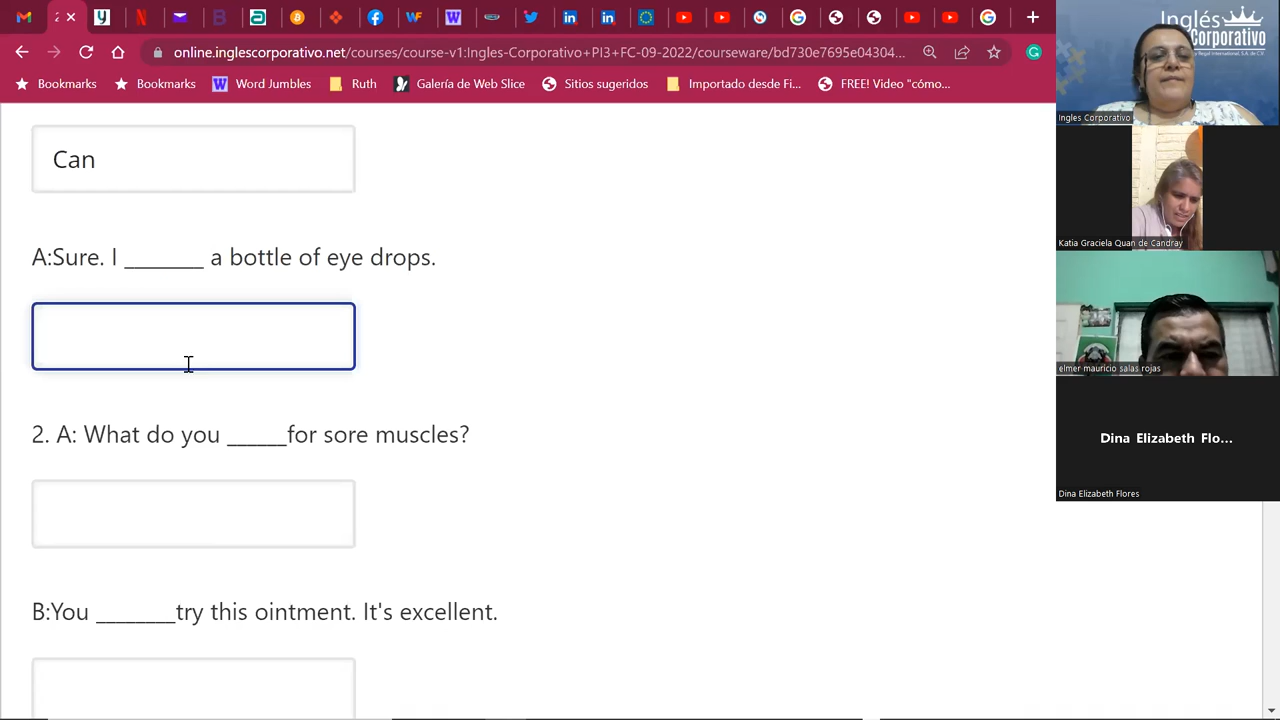 online.inglescorporativo.net/courses/course-v1:Ingles-Corporativo+PI3+FC-09-2022/courseware/bd730e7695e04304...
Bookmarks
Bookmarks
Word Jumbles
Ruth
Galería de Web Slice
Sitios sugeridos
Importado desde Fi...
FREE! Video "cómo...
Can
A:Sure. I ________ a bottle of eye drops.
2. A: What do you ______for sore muscles?
B:You ________try this ointment. It's excellent.
Inglés
Corporativo
Ingles Corporativo
Katia Graciela Quan de Candray
elmer mauricio salas rojas
Dina Elizabeth Flo...
Dina Elizabeth Flores